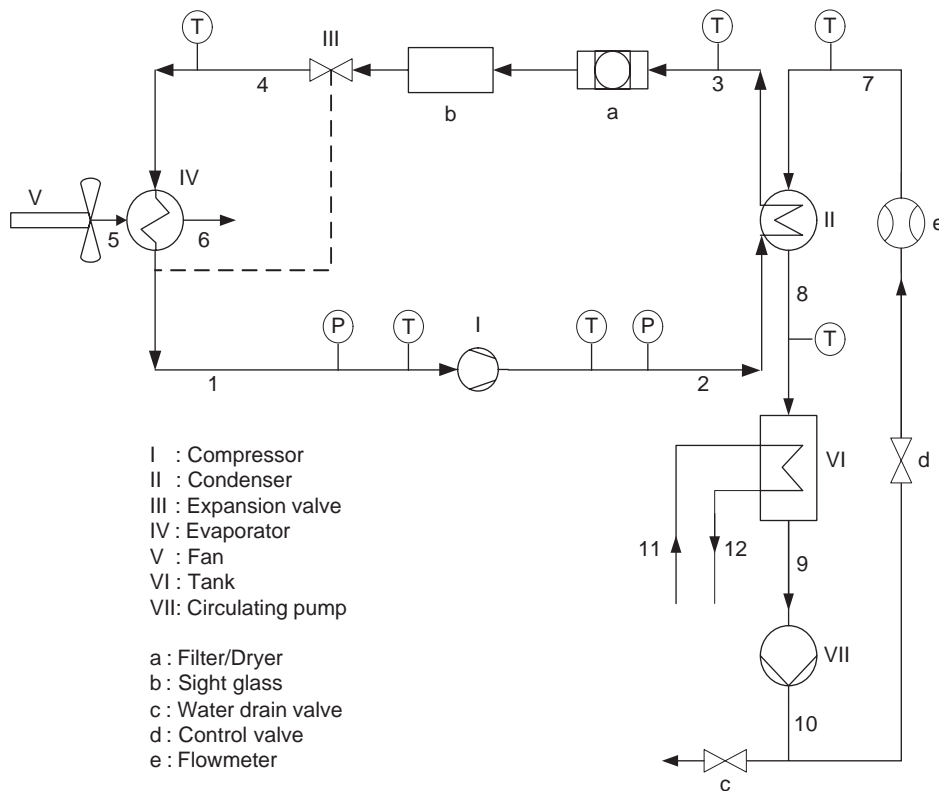 T
III
T
T
4
b
a
3
7
V
IV
5
6
II
e
8
P
T
I
T
P
T
1
2
I : Compressor
II : Condenser
III : Expansion valve
IV : Evaporator
V : Fan
VI : Tank
VII: Circulating pump
VI
d
11
12
9
a : Filter/Dryer
b : Sight glass
c : Water drain valve
d : Control valve
e : Flowmeter
VII
10
c